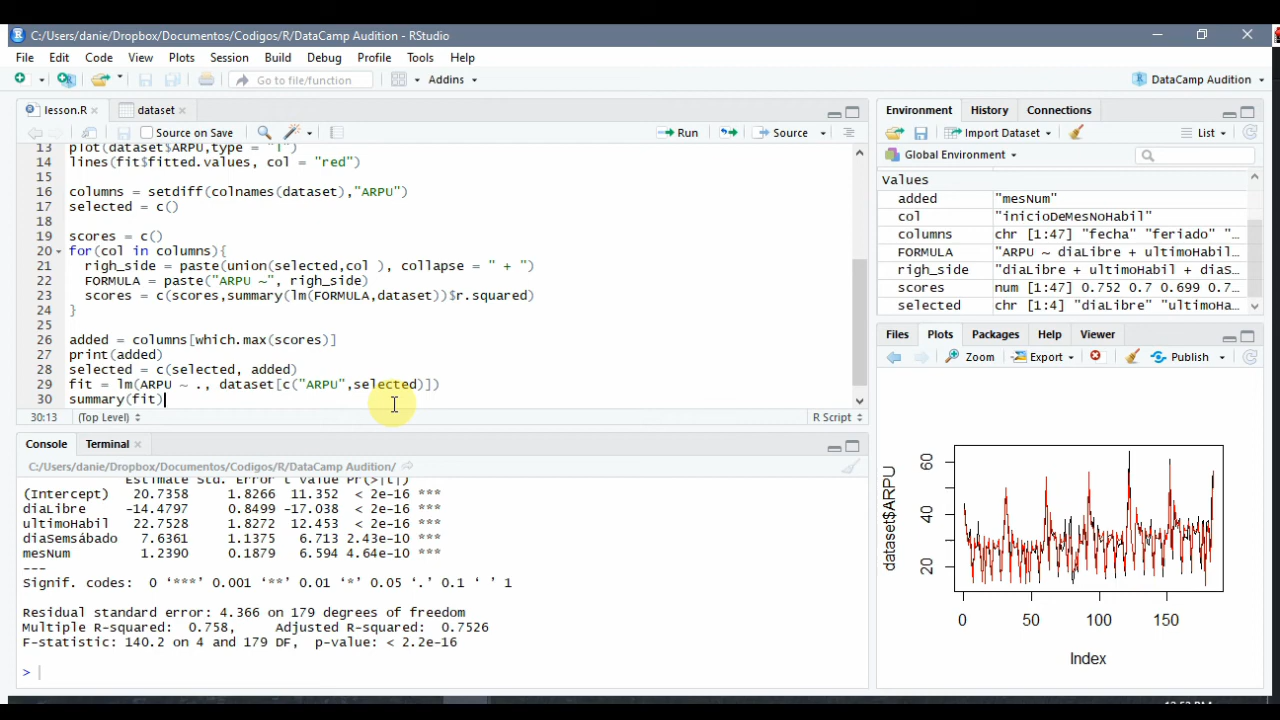 C:/Users/danie/Dropbox/Documentos/Codigos/R/DataCamp Audition - RStudio
File Edit Code View Plots Session Build Debug Profile Tools Help
Go to file/function Addins DataCamp Audition
lesson.R dataset
Source on Save Run Source
13 plot(dataset$ARPU,type = "l")
14 lines(fit$fitted.values, col = "red")
15
16 columns = setdiff(colnames(dataset),"ARPU")
17 selected = c()
18
19 scores = c()
20 for(col in columns){
21 righ_side = paste(union(selected,col ), collapse = " + ")
22 FORMULA = paste("ARPU ~", righ_side)
23 scores = c(scores,summary(lm(FORMULA,dataset))$r.squared)
24 }
25
26 added = columns[which.max(scores)]
27 print(added)
28 selected = c(selected, added)
29 fit = lm(ARPU ~ ., dataset[c("ARPU",selected)])
30 summary(fit)
30:13 (Top Level) R Script
Console Terminal
C:/Users/danie/Dropbox/Documentos/Codigos/R/DataCamp Audition/
Estimate Std. Error t value Pr(>|t|)
(Intercept) 20.7358 1.8266 11.352 < 2e-16 ***
diaLibre -14.4797 0.8499 -17.038 < 2e-16 ***
ultimoHabil 22.7528 1.8272 12.453 < 2e-16 ***
diaSemsábado 7.6361 1.1375 6.713 2.43e-10 ***
mesNum 1.2390 0.1879 6.594 4.64e-10 ***
---
Signif. codes: 0 ‘***’ 0.001 ‘**’ 0.01 ‘*’ 0.05 ‘.’ 0.1 ‘ ’ 1
Residual standard error: 4.366 on 179 degrees of freedom
Multiple R-squared: 0.758, Adjusted R-squared: 0.7526
F-statistic: 140.2 on 4 and 179 DF, p-value: < 2.2e-16
>
Environment History Connections
Import Dataset List
Global Environment
Values
added "mesNum"
col "inicioDeMesNoHabil"
columns chr [1:47] "fecha" "feriado" "…
FORMULA "ARPU ~ diaLibre + ultimoHabil …
righ_side "diaLibre + ultimoHabil + diaS…
scores num [1:47] 0.752 0.7 0.699 0.7…
selected chr [1:4] "diaLibre" "ultimoHa…
Files Plots Packages Help Viewer
Zoom Export Publish
dataset$ARPU
60
40
20
0 50 100 150
Index